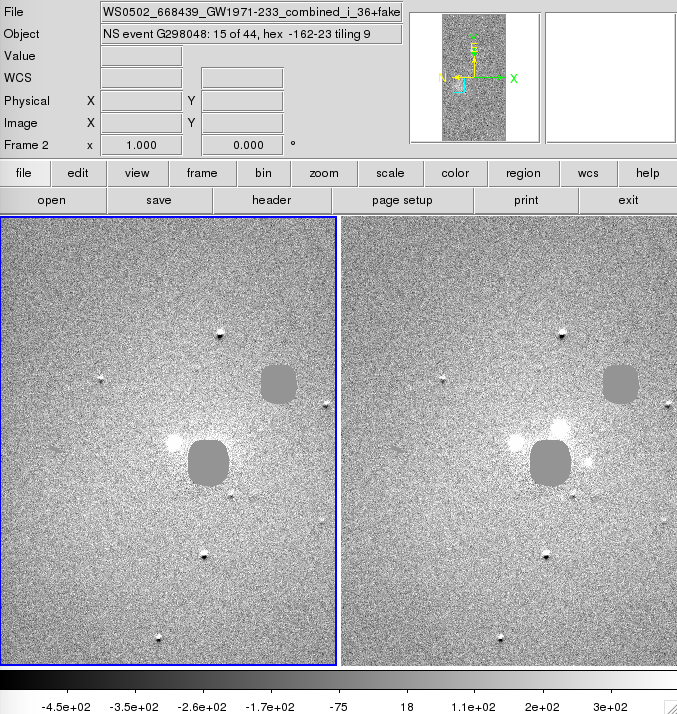 File WS0502_668439_GW1971-233_combined_i_36+fake
Object NS event G298048: 15 of 44, hex -162-23 tiling 9
Value
WCS
Physical X Y
Image X Y
Frame 2 x 1.000 0.000 °
Y
N X
E
file edit view frame bin zoom scale color region wcs help
open save header page setup print exit
-4.5e+02 -3.5e+02 -2.6e+02 -1.7e+02 -75 18 1.1e+02 2e+02 3e+02